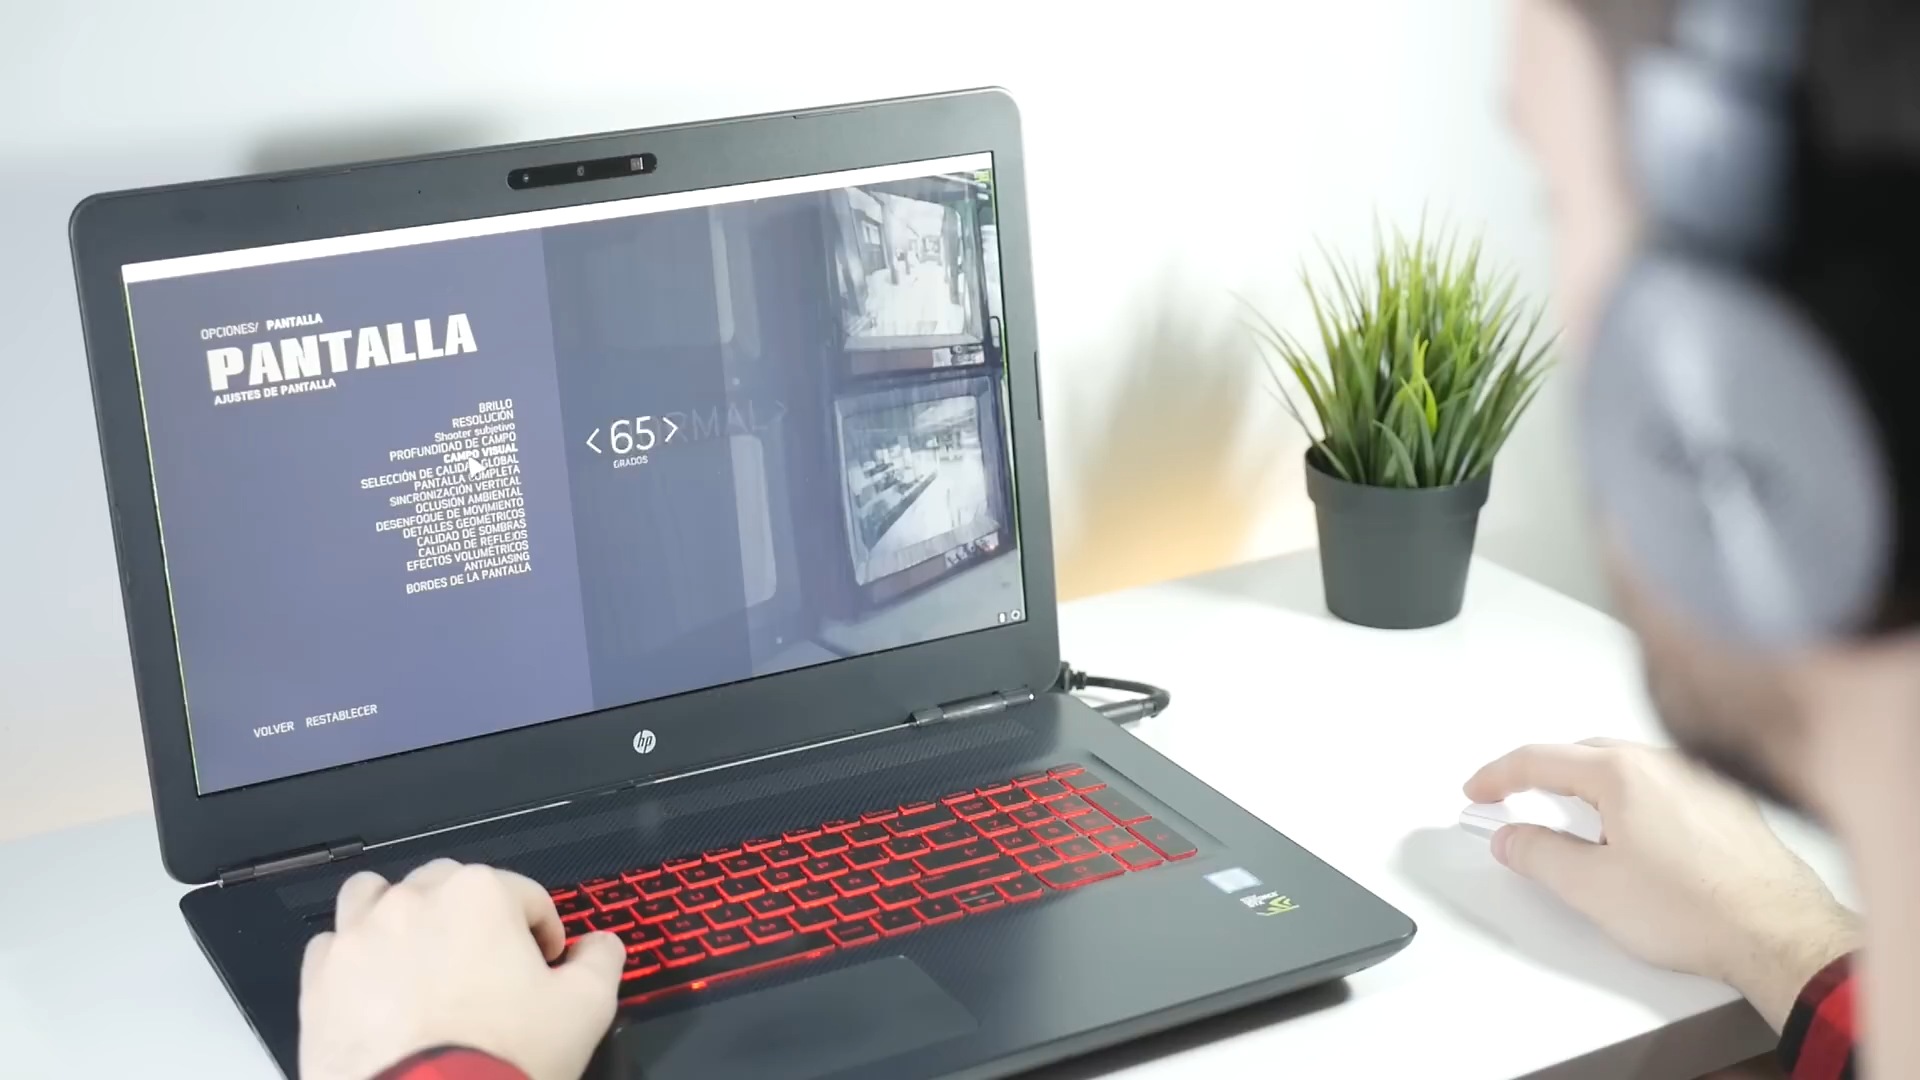 OPCIONES/ PANTALLA
PANTALLA
AJUSTES DE PANTALLA
BRILLO
RESOLUCIÓN
Shooter subjetivo
PROFUNDIDAD DE CAMPO
CAMPO VISUAL
SELECCIÓN DE CALIDAD GLOBAL
PANTALLA COMPLETA
SINCRONIZACIÓN VERTICAL
OCLUSIÓN AMBIENTAL
DESENFOQUE DE MOVIMIENTO
DETALLES GEOMÉTRICOS
CALIDAD DE SOMBRAS
CALIDAD DE REFLEJOS
EFECTOS VOLUMÉTRICOS
ANTIALIASING
BORDES DE LA PANTALLA
<65>
GRADOS
VOLVER RESTABLECER
hp